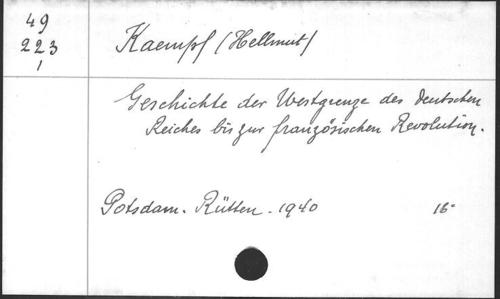 49
223
1
Kaempf (Hellmut)
Geschichte der Westgrenze des deutschen
Reiches bis zur französischen Revolution.
Potsdam. Rütten. 1940 16-